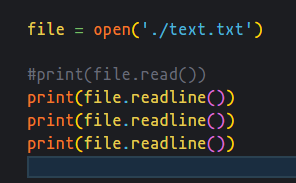 file = open('./text.txt')
#print(file.read())
print(file.readline())
print(file.readline())
print(file.readline())